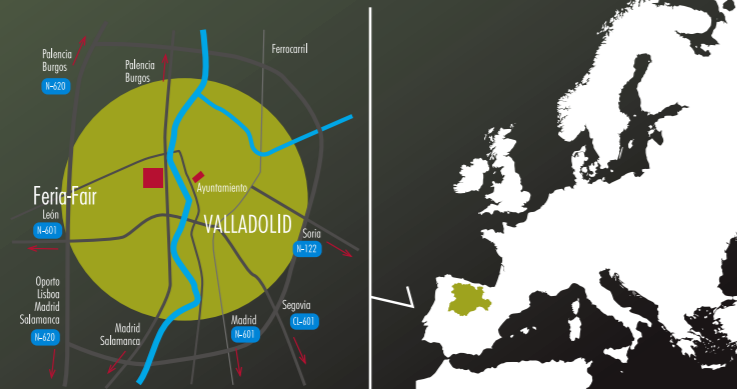 Ferrocarril
Palencia
Burgos
N-620
Palencia
Burgos
Feria-Fair
Ayuntamiento
León
N-601
VALLADOLID
Soria
N-122
Oporto
Lisboa
Madrid
Salamanca
N-620
Madrid
Salamanca
Madrid
N-601
Segovia
CL-601